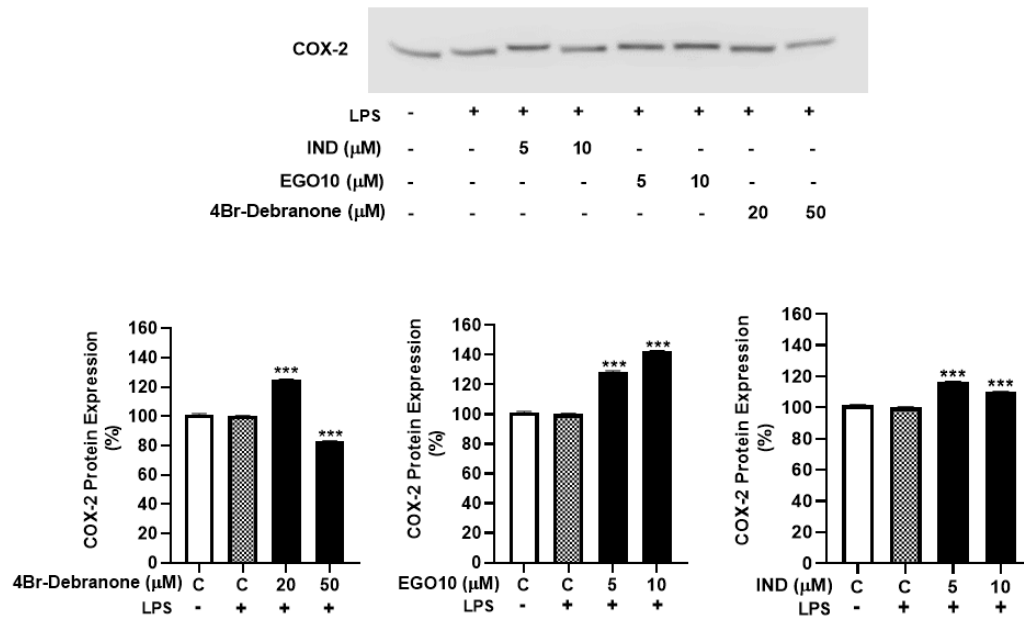 COX-2
LPS - + + + + + + +
IND (μM) - - 5 10 - - - -
EGO10 (μM) - - - - 5 10 - -
4Br-Debranone (μM) - - - - - - 20 50
COX-2 Protein Expression
(%)
160
140
120
100
80
60
40
20
0
***
***
4Br-Debranone (μM) C C 20 50
LPS - + + +
COX-2 Protein Expression
(%)
160
140
120
100
80
60
40
20
0
***
***
EGO10 (μM) C C 5 10
LPS - + + +
COX-2 Protein Expression
(%)
160
140
120
100
80
60
40
20
0
***
***
IND (μM) C C 5 10
LPS - + + +